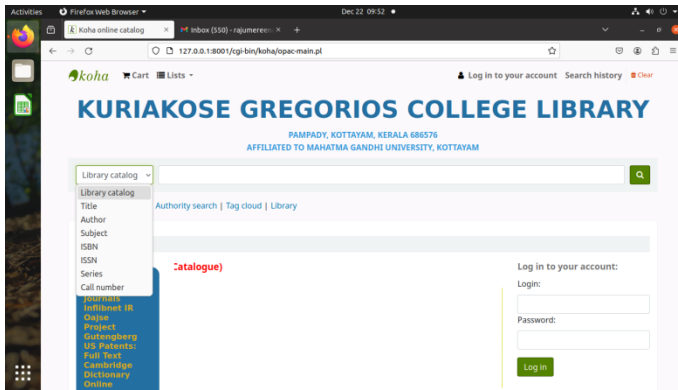 Activities Firefox Web Browser Dec 22 09:52
Koha online catalog × Inbox (550) - rajumereen × +
127.0.0.1:8001/cgi-bin/koha/opac-main.pl
koha Cart Lists Log in to your account Search history Clear
KURIAKOSE GREGORIOS COLLEGE LIBRARY
PAMPADY, KOTTAYAM, KERALA 686576
AFFILIATED TO MAHATMA GANDHI UNIVERSITY, KOTTAYAM
Library catalog
Library catalog
Title
Author
Subject
ISBN
ISSN
Series
Call number
Authority search | Tag cloud | Library
Catalogue)
Journals
Inflibnet IR
Oajse
Project
Gutengberg
US Patents:
Full Text
Cambridge
Dictionary
Online
Log in to your account:
Login:
Password:
Log in